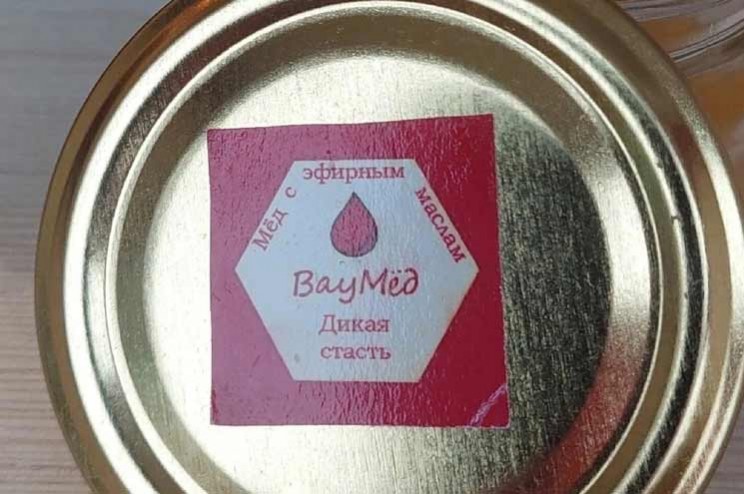 Мёд с эфирным маслам
ВауМёд
Дикая
стасть